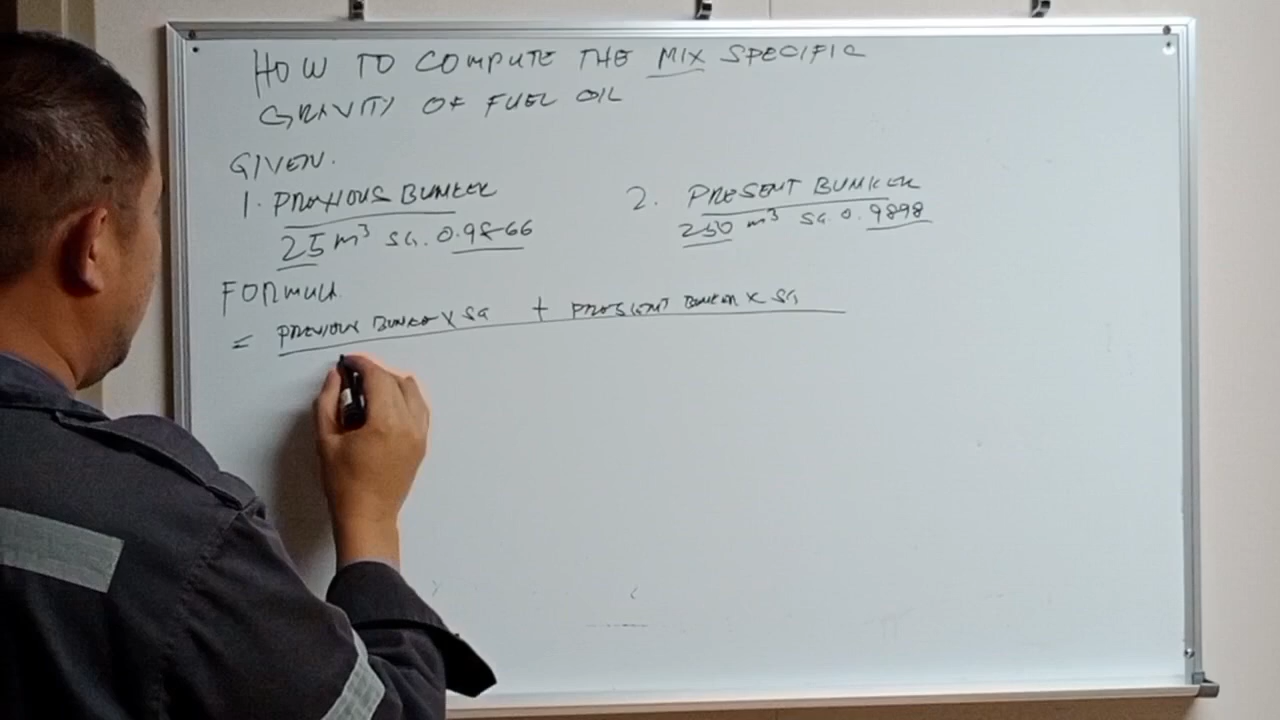 HOW TO COMPUTE THE MIX SPECIFIC
GRAVITY OF FUEL OIL
GIVEN.
1. PREVIOUS BUNKER
25 m³ SG. 0.9866
2. PRESENT BUNKER
250 m³ SG 0.9898
FORMULA
= PREVIOUS BUNKER X SG + PRESENT BUNKER X SG